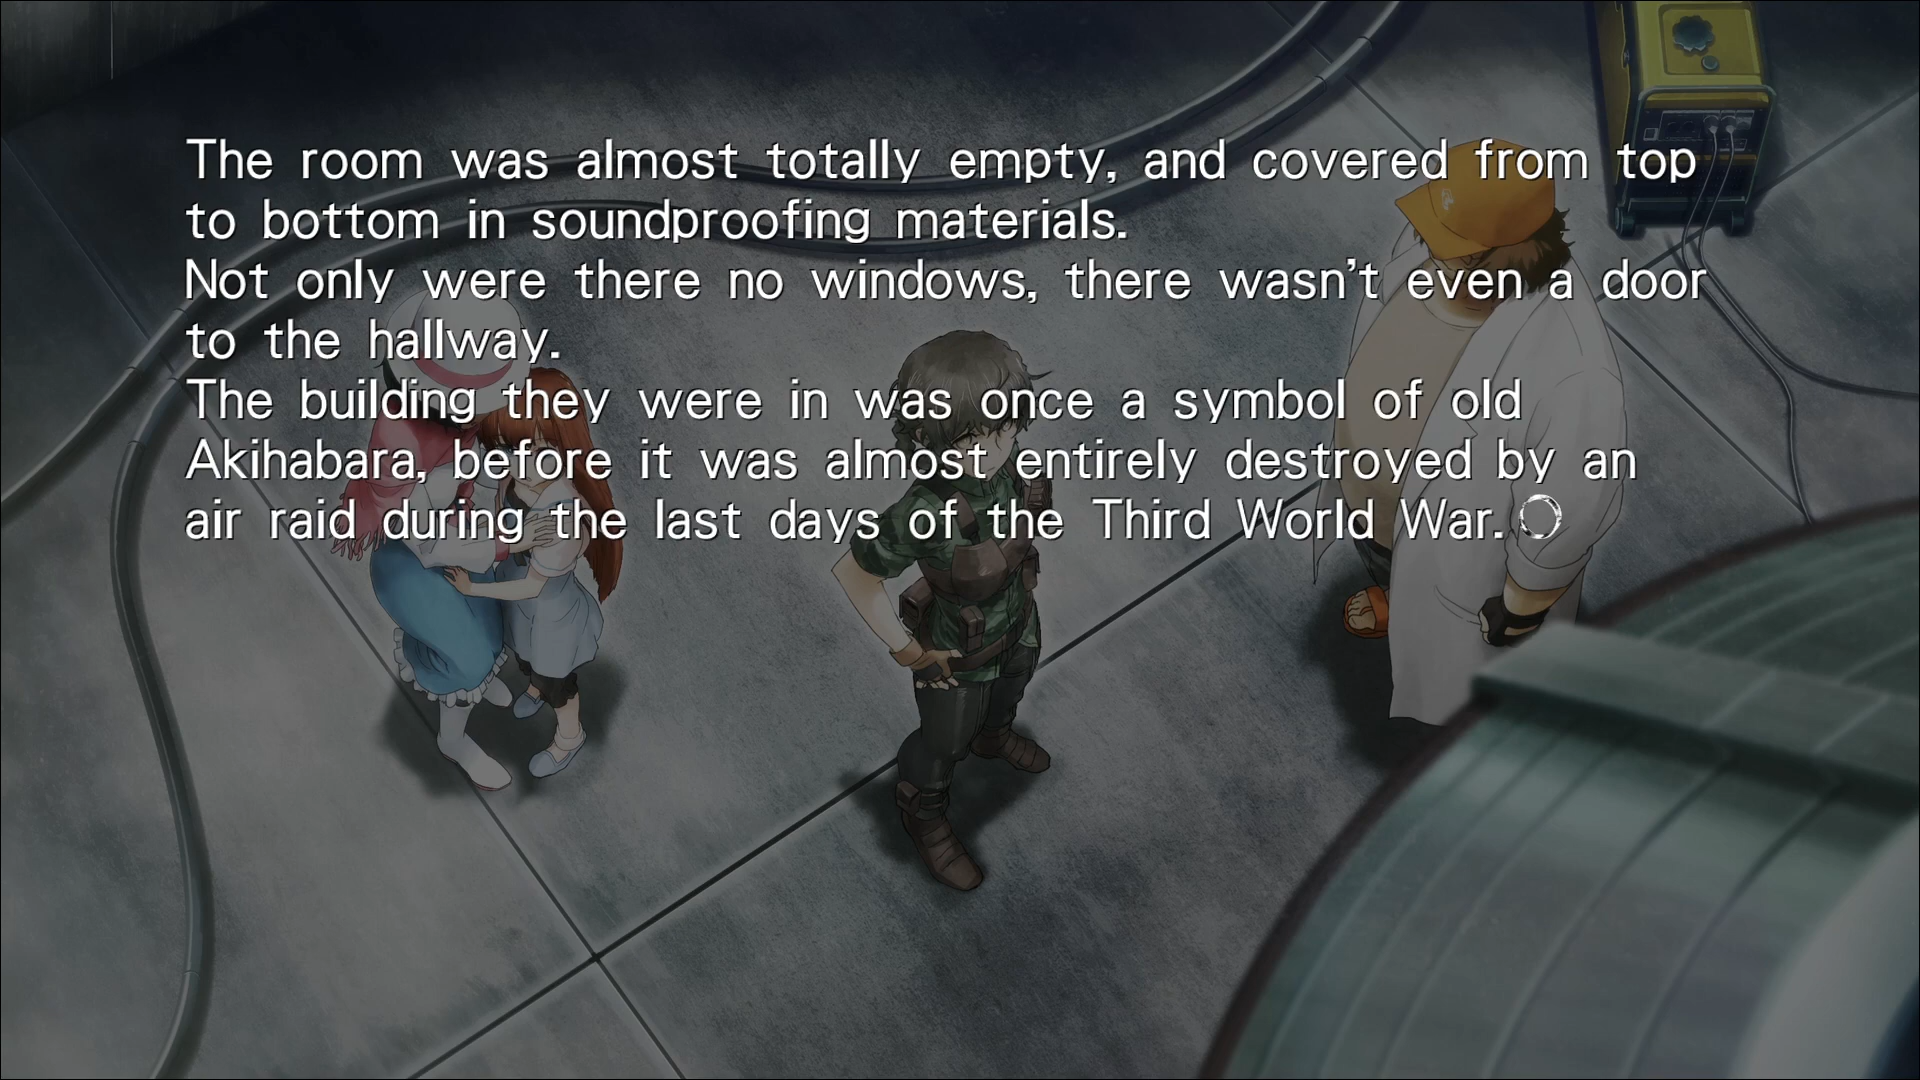 The room was almost totally empty, and covered from top
to bottom in soundproofing materials.
Not only were there no windows, there wasn't even a door
to the hallway.
The building they were in was once a symbol of old
Akihabara, before it was almost entirely destroyed by an
air raid during the last days of the Third World War.